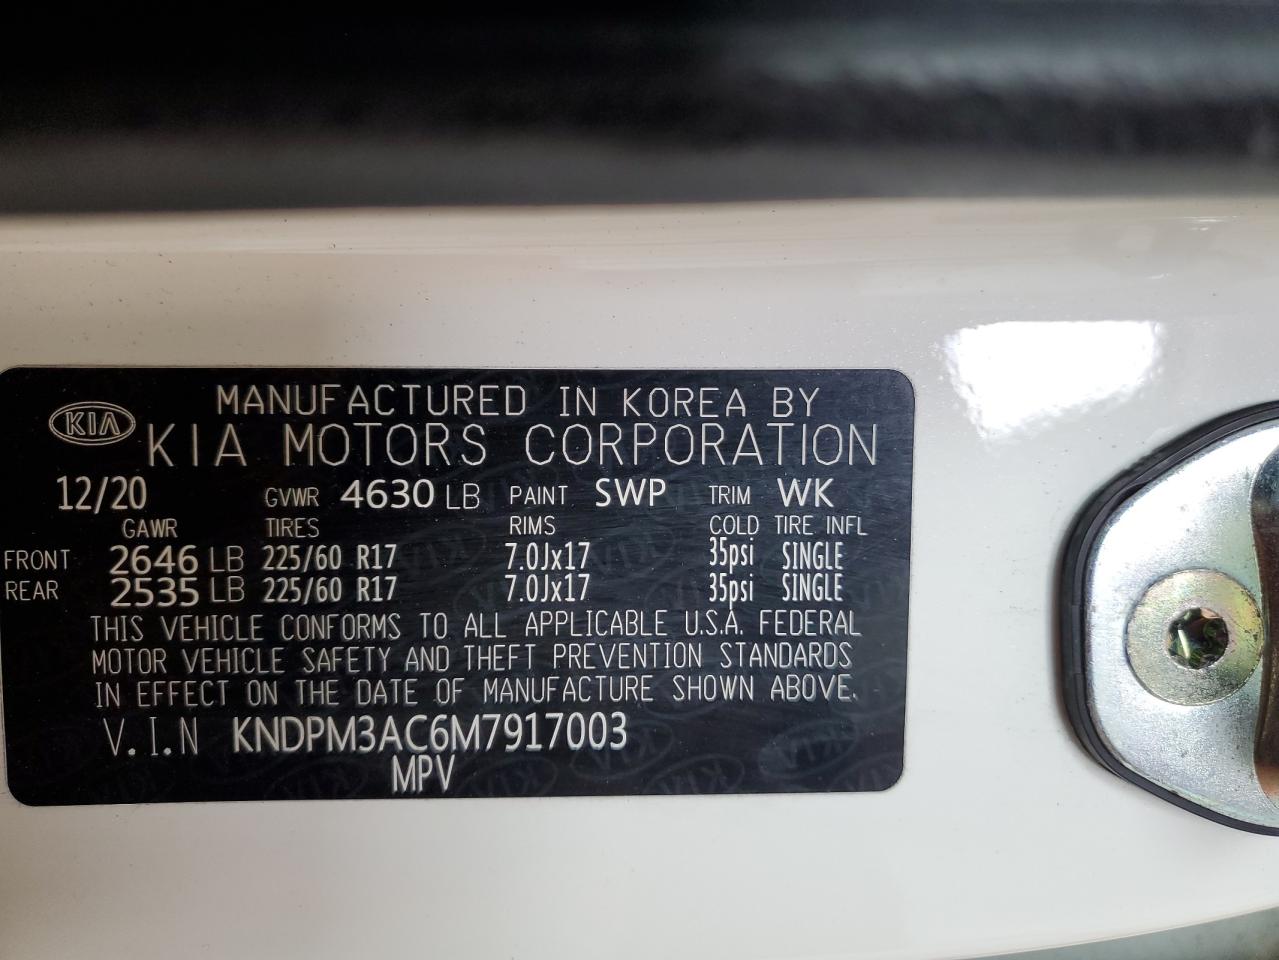 MANUFACTURED IN KOREA BY
KIA KIA MOTORS CORPORATION
12/20 GVWR 4630 LB PAINT SWP TRIM WK
GAWR TIRES RIMS COLD TIRE INFL
FRONT 2646 LB 225/60 R17 7.0Jx17 35psi SINGLE
REAR 2535 LB 225/60 R17 7.0Jx17 35psi SINGLE
THIS VEHICLE CONFORMS TO ALL APPLICABLE U.S.A. FEDERAL
MOTOR VEHICLE SAFETY AND THEFT PREVENTION STANDARDS
IN EFFECT ON THE DATE OF MANUFACTURE SHOWN ABOVE.
V.I.N KNDPM3AC6M7917003
MPV